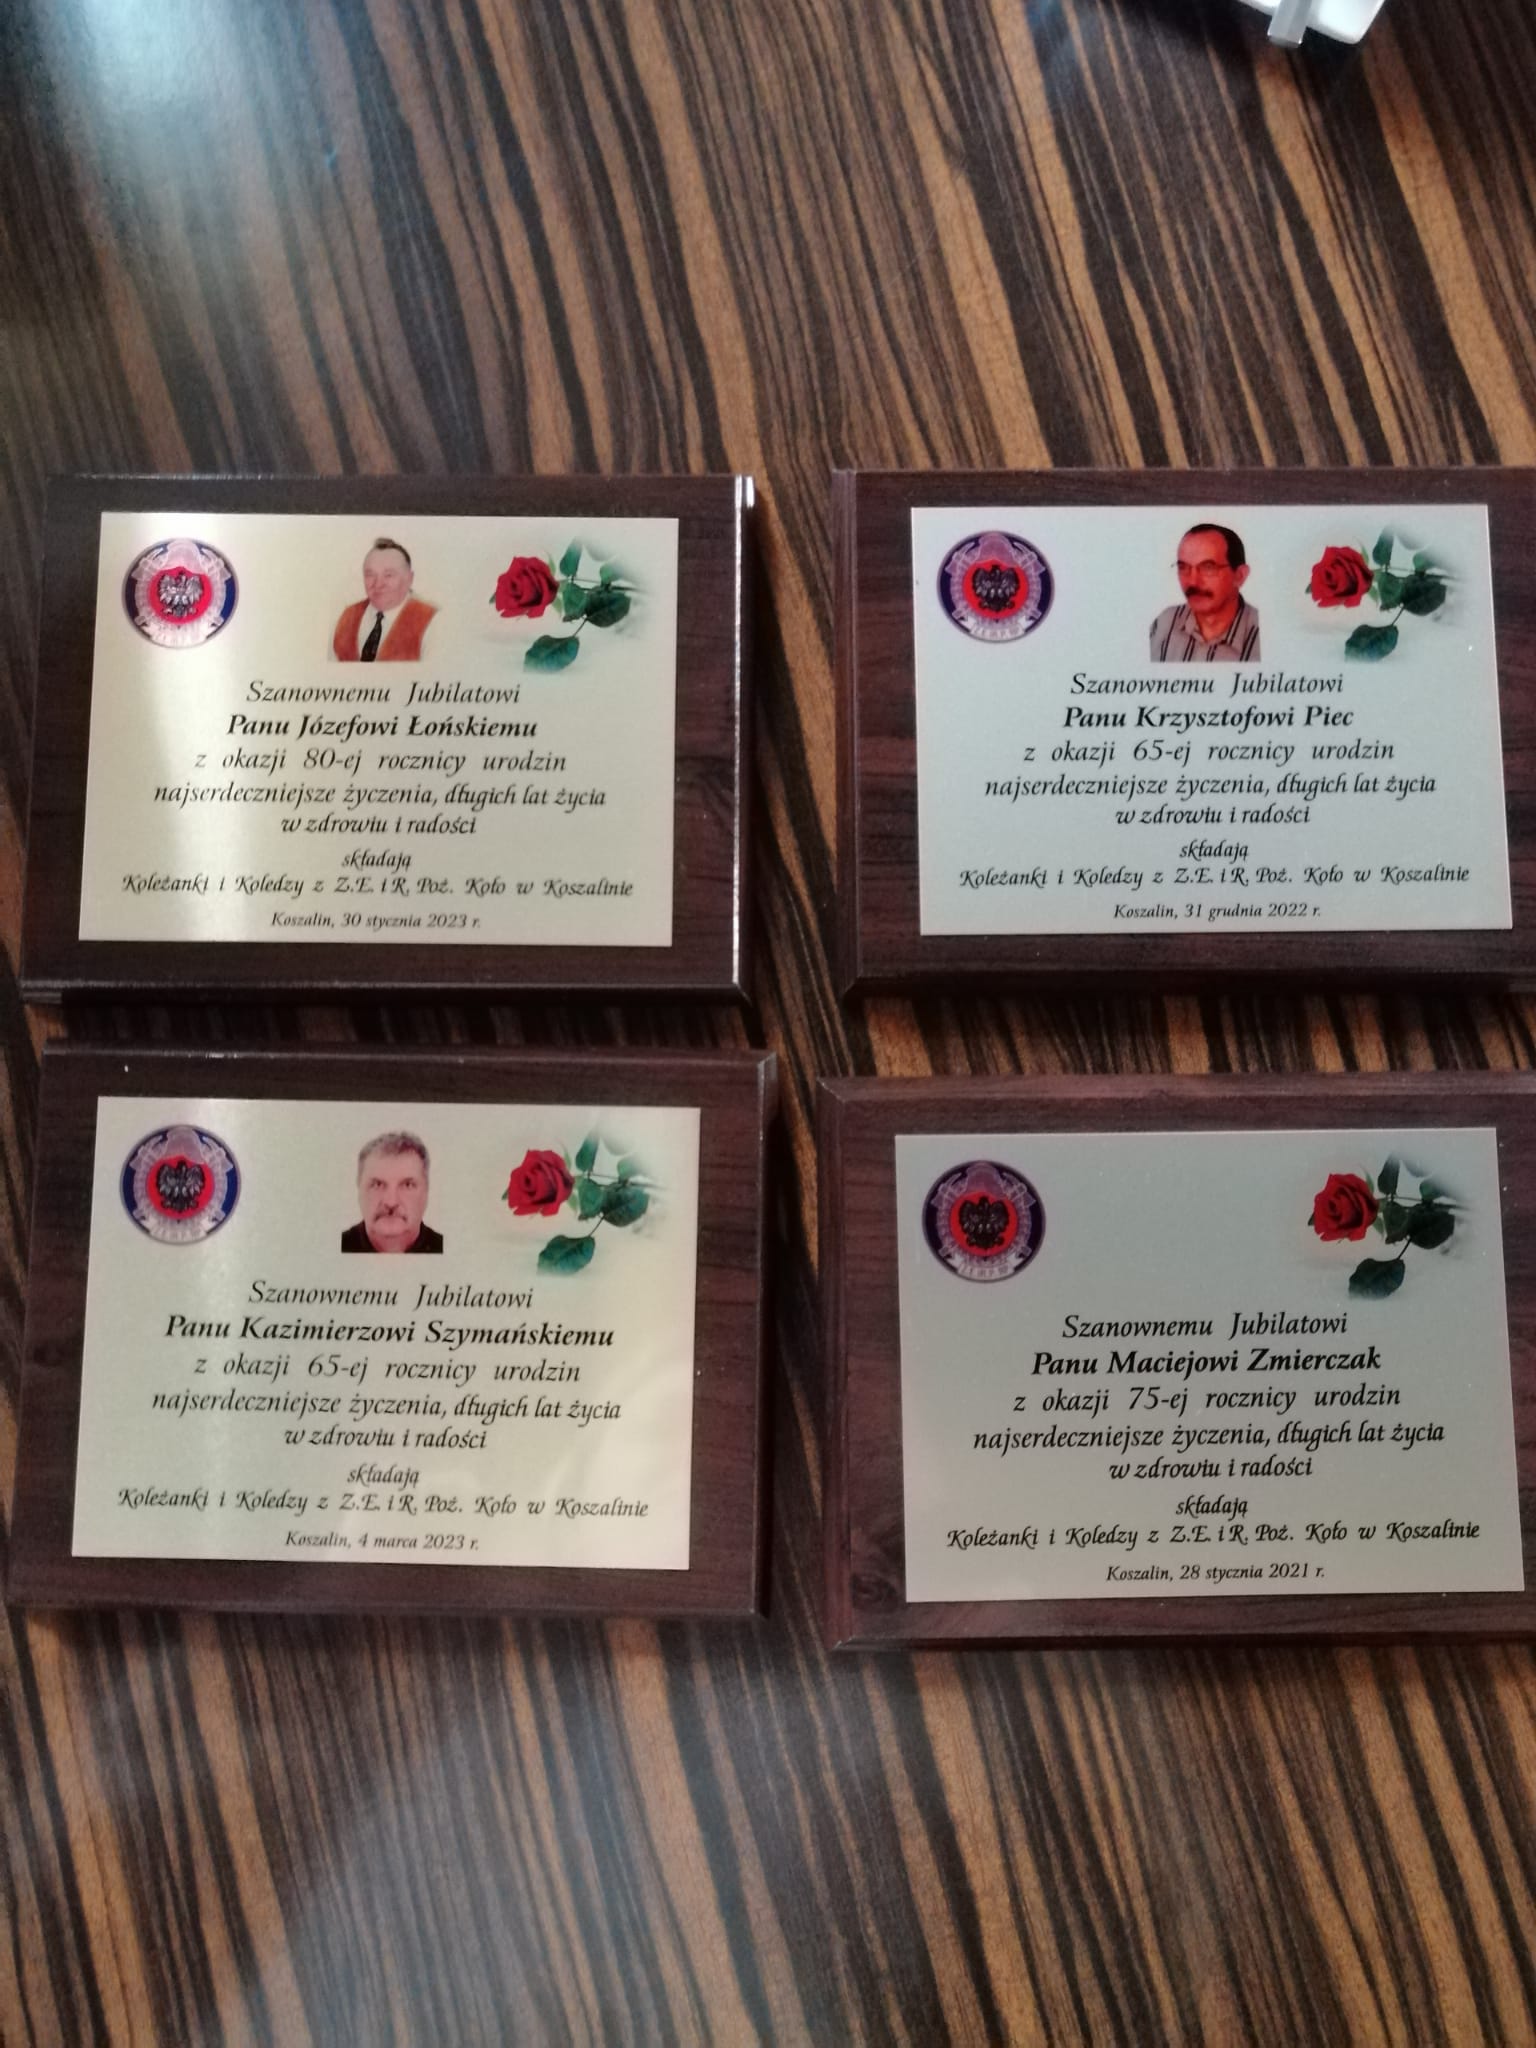 Szanownemu Jubilatowi
Panu Józefowi Łońskiemu
z okazji 80-ej rocznicy urodzin
najserdeczniejsze życzenia, długich lat życia
w zdrowiu i radości
składają
Koleżanki i Koledzy z Z.E. i R. Poż. Koło w Koszalinie
Koszalin, 30 stycznia 2023 r.
Szanownemu Jubilatowi
Panu Krzysztofowi Piec
z okazji 65-ej rocznicy urodzin
najserdeczniejsze życzenia, długich lat życia
w zdrowiu i radości
składają
Koleżanki i Koledzy z Z.E. i R. Poż. Koło w Koszalinie
Koszalin, 31 grudnia 2022 r.
Szanownemu Jubilatowi
Panu Kazimierzowi Szymańskiemu
z okazji 65-ej rocznicy urodzin
najserdeczniejsze życzenia, długich lat życia
w zdrowiu i radości
składają
Koleżanki i Koledzy z Z.E. i R. Poż. Koło w Koszalinie
Koszalin, 4 marca 2023 r.
Szanownemu Jubilatowi
Panu Maciejowi Zmierczak
z okazji 75-ej rocznicy urodzin
najserdeczniejsze życzenia, długich lat życia
w zdrowiu i radości
składają
Koleżanki i Koledzy z Z.E. i R. Poż. Koło w Koszalinie
Koszalin, 28 stycznia 2021 r.